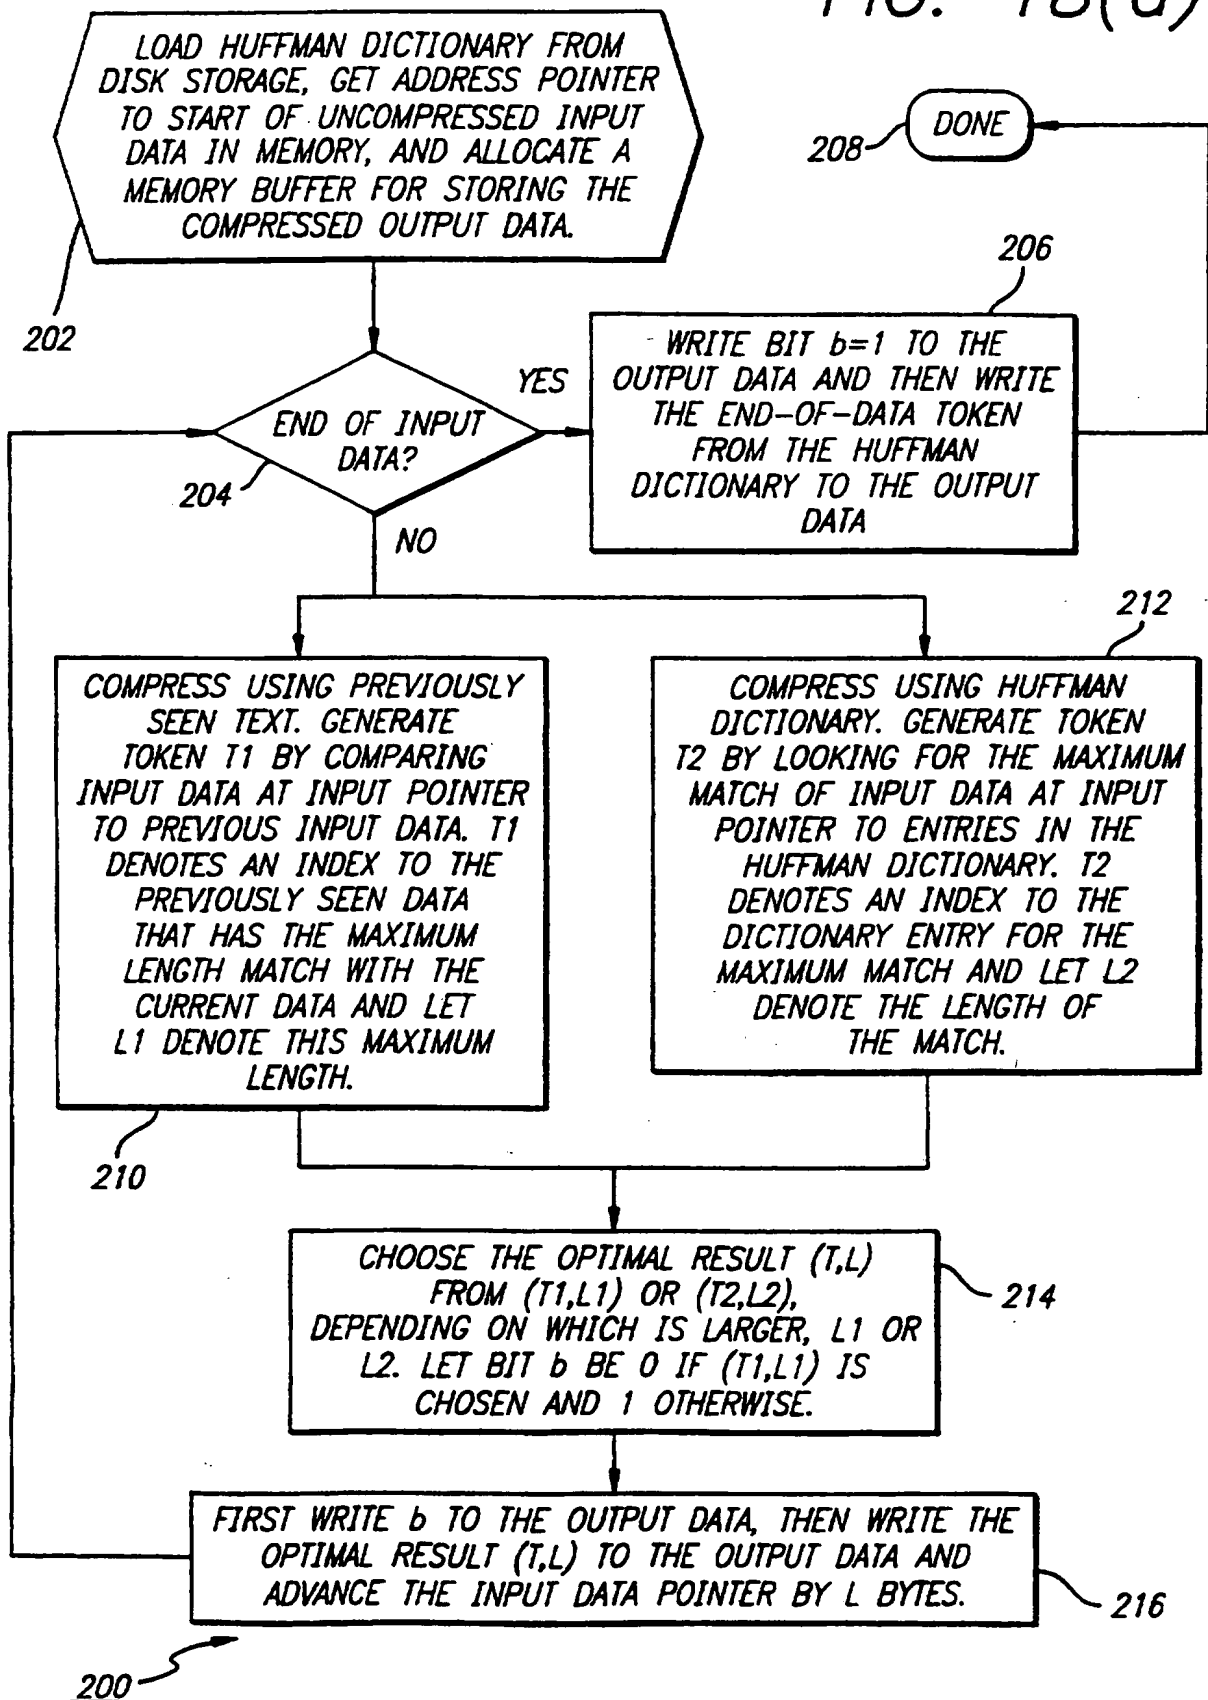 FIG. 18(a)
LOAD HUFFMAN DICTIONARY FROM
DISK STORAGE, GET ADDRESS POINTER
TO START OF UNCOMPRESSED INPUT
DATA IN MEMORY, AND ALLOCATE A
MEMORY BUFFER FOR STORING THE
COMPRESSED OUTPUT DATA.
202
DONE
208
206
END OF INPUT
DATA?
204
YES
NO
WRITE BIT b=1 TO THE
OUTPUT DATA AND THEN WRITE
THE END-OF-DATA TOKEN
FROM THE HUFFMAN
DICTIONARY TO THE OUTPUT
DATA
COMPRESS USING PREVIOUSLY
SEEN TEXT. GENERATE
TOKEN T1 BY COMPARING
INPUT DATA AT INPUT POINTER
TO PREVIOUS INPUT DATA. T1
DENOTES AN INDEX TO THE
PREVIOUSLY SEEN DATA
THAT HAS THE MAXIMUM
LENGTH MATCH WITH THE
CURRENT DATA AND LET
L1 DENOTE THIS MAXIMUM
LENGTH.
210
212
COMPRESS USING HUFFMAN
DICTIONARY. GENERATE TOKEN
T2 BY LOOKING FOR THE MAXIMUM
MATCH OF INPUT DATA AT INPUT
POINTER TO ENTRIES IN THE
HUFFMAN DICTIONARY. T2
DENOTES AN INDEX TO THE
DICTIONARY ENTRY FOR THE
MAXIMUM MATCH AND LET L2
DENOTE THE LENGTH OF
THE MATCH.
CHOOSE THE OPTIMAL RESULT (T,L)
FROM (T1,L1) OR (T2,L2),
DEPENDING ON WHICH IS LARGER, L1 OR
L2. LET BIT b BE 0 IF (T1,L1) IS
CHOSEN AND 1 OTHERWISE.
214
FIRST WRITE b TO THE OUTPUT DATA, THEN WRITE THE
OPTIMAL RESULT (T,L) TO THE OUTPUT DATA AND
ADVANCE THE INPUT DATA POINTER BY L BYTES.
216
200